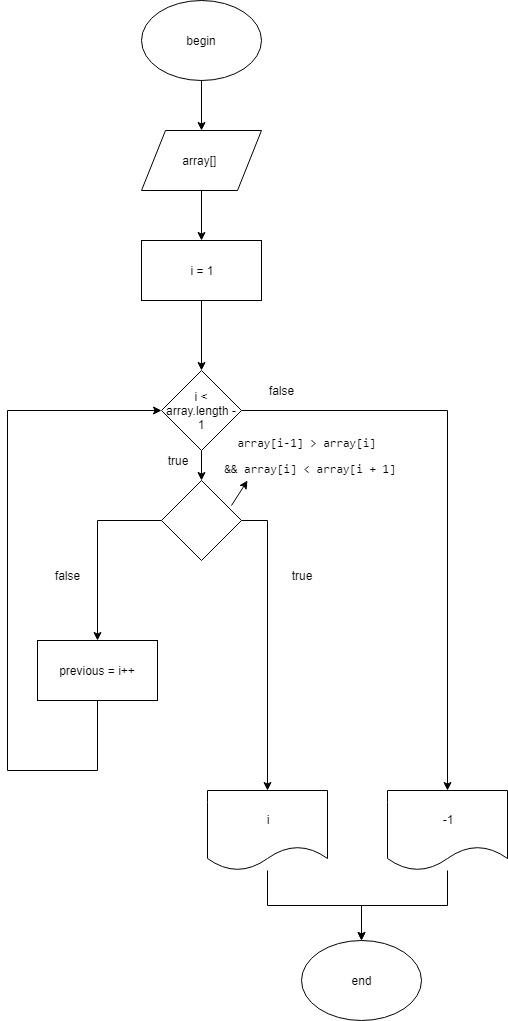 begin
array[]
i = 1
i <
array.length -
1
false
array[i-1] > array[i]
true
&& array[i] < array[i + 1]
false
true
previous = i++
i
-1
end